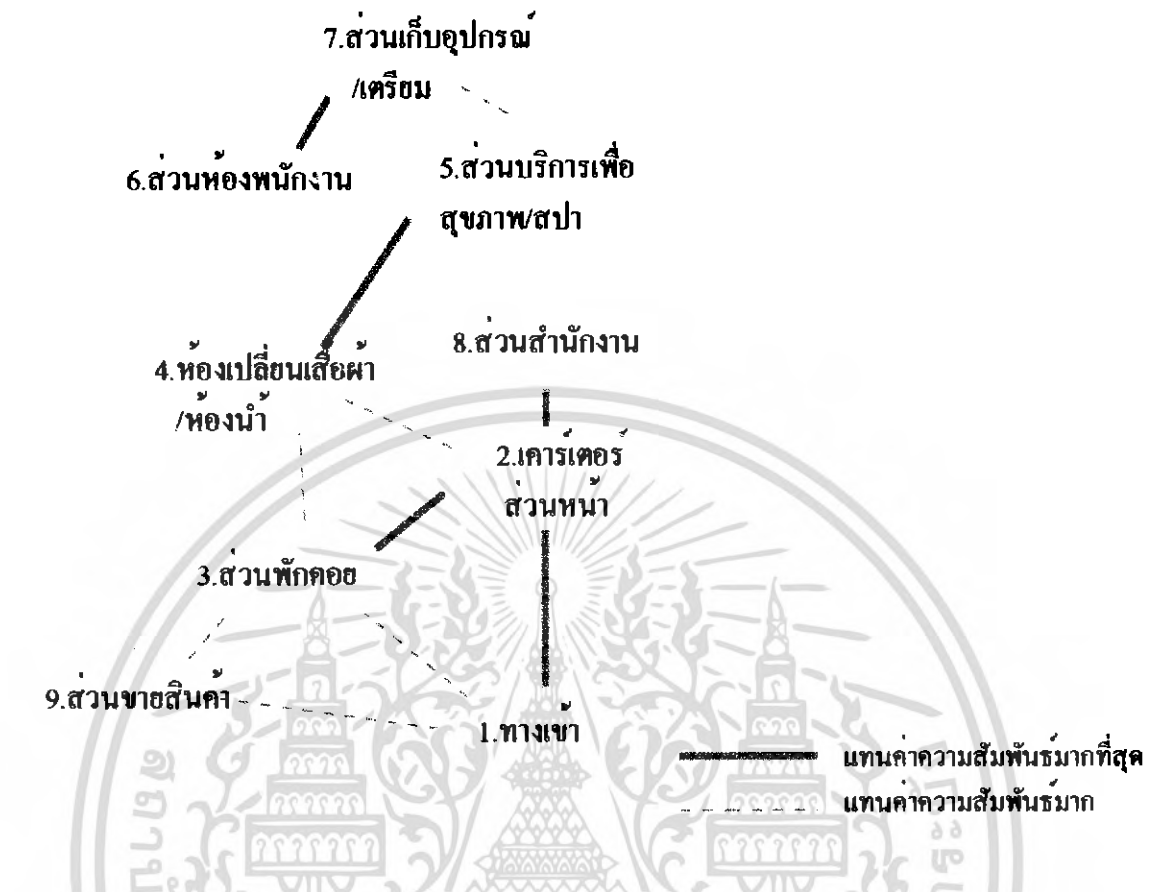 7.ส่วนเก็บอุปกรณ์
/เตรียม
6.ส่วนห้องพนักงาน
5.ส่วนบริการเพื่อ
สุขภาพ/สปา
8.ส่วนสำนักงาน
4.ห้องเปลี่ยนเสื้อผ้า
/ห้องน้ำ
2.เคาร์เตอร์
ส่วนหน้า
3.ส่วนพักคอย
9.ส่วนขายสินค้า
1.ทางเข้า
แทนค่าความสัมพันธ์มากที่สุด
แทนค่าความสัมพันธ์มาก